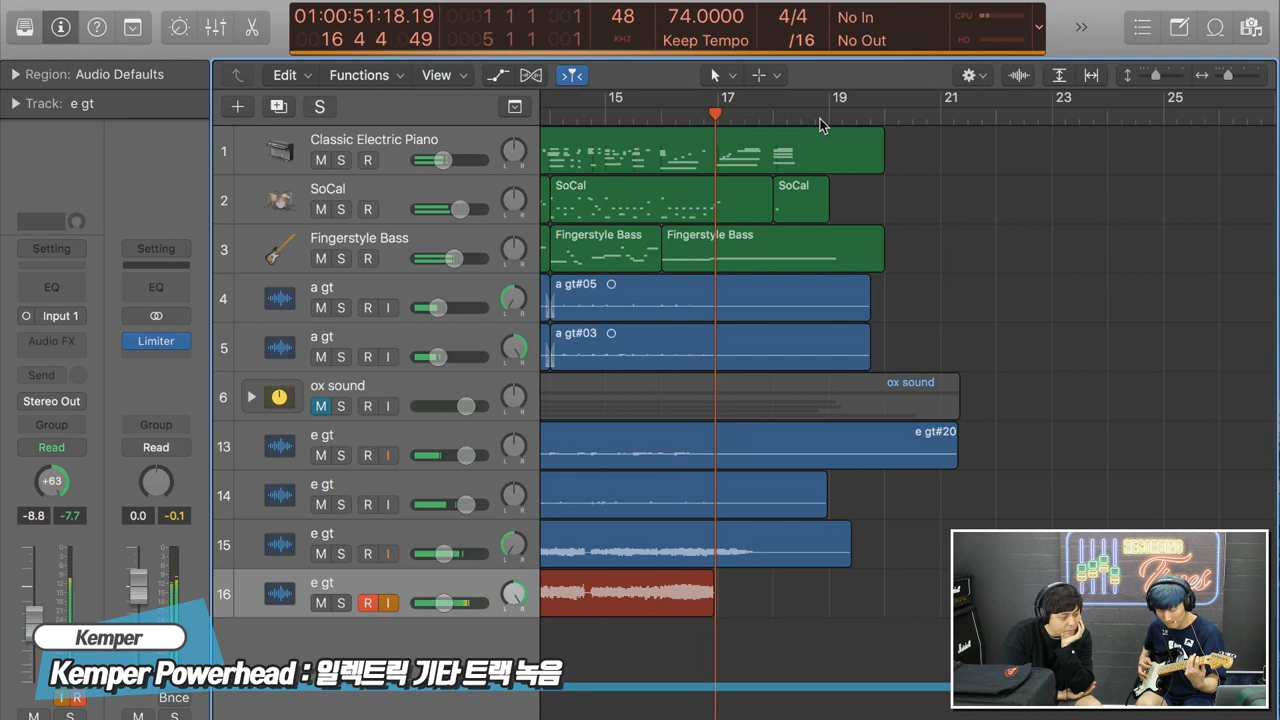 01:00:51:18.19
16 4 4 49
0001 1 1 001
0005 1 1 001
48
KHZ
74.0000
Keep Tempo
4/4
/16
No In
No Out
CPU
HD
Region: Audio Defaults
Track: e gt
Edit
Functions
View
S
15
17
19
21
23
25
1
Classic Electric Piano
M S R
L R
2
SoCal
M S R
L R
SoCal
SoCal
3
Fingerstyle Bass
M S R
L R
Fingerstyle Bass
Fingerstyle Bass
4
a gt
M S R I
L R
a gt#05
5
a gt
M S R I
L R
a gt#03
6
ox sound
M S R I
L R
ox sound
13
e gt
M S R I
L R
e gt#20
14
e gt
M S R I
L R
15
e gt
M S R I
L R
16
e gt
M S R I
L R
Setting
Setting
EQ
EQ
Input 1
Audio FX
Limiter
Send
Stereo Out
Group
Group
Read
Read
+63
-8.8
-7.7
0.0
-0.1
R I
Bnce
M S
M S
Kemper
Kemper Powerhead : 일렉트릭 기타 트랙 녹음
RECORDING
Times